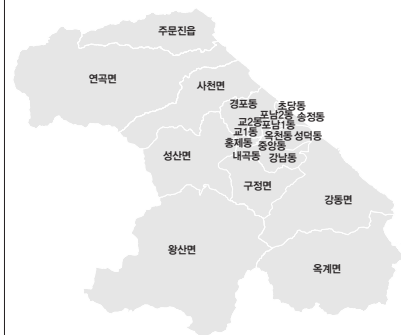 주문진읍
연곡면
사천면
경포동
초당동
포남2동
송정동
교2동
포남1동
교1동
옥천동
성덕동
홍제동
중앙동
성산면
내곡동
강남동
구정면
강동면
왕산면
옥계면